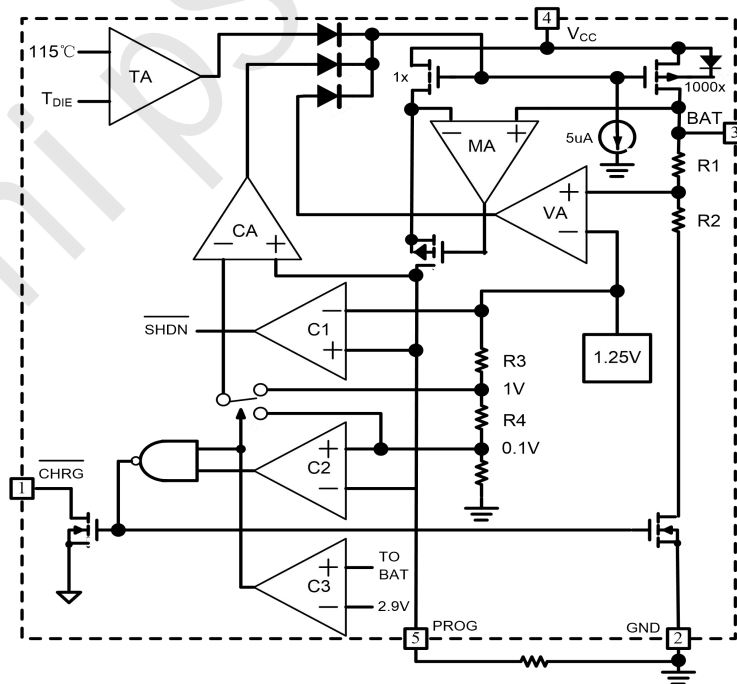 4
VCC
115℃
TA
TDIE
1x
1000x
BAT
3
5uA
MA
R1
VA
R2
CA
SHDN
C1
1.25V
R3
1V
R4
0.1V
CHRG
1
C2
C3
TO
BAT
2.9V
PROG
5
GND
2